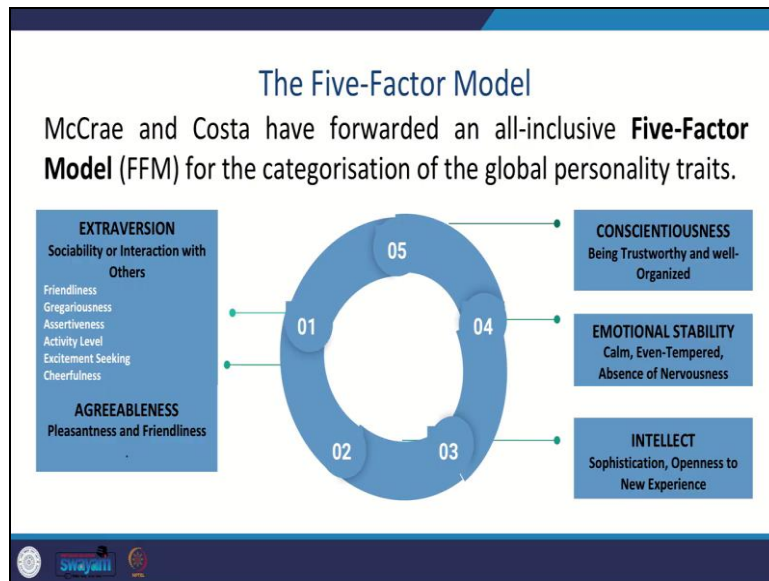 The Five-Factor Model
McCrae and Costa have forwarded an all-inclusive Five-Factor
Model (FFM) for the categorisation of the global personality traits.
EXTRAVERSION
Sociability or Interaction with
Others
Friendliness
Gregariousness
Assertiveness
Activity Level
Excitement Seeking
Cheerfulness
AGREEABLENESS
Pleasantness and Friendliness
.
05
01
04
02
03
CONSCIENTIOUSNESS
Being Trustworthy and well-
Organized
EMOTIONAL STABILITY
Calm, Even-Tempered,
Absence of Nervousness
INTELLECT
Sophistication, Openness to
New Experience
swayam